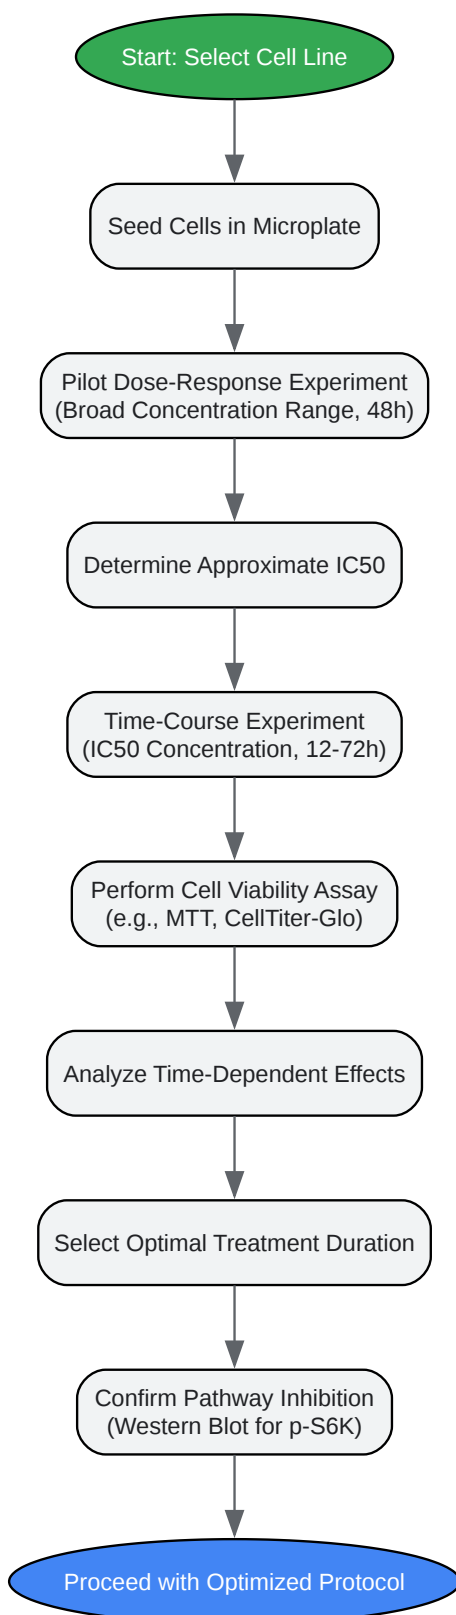 Start: Select Cell Line
Seed Cells in Microplate
Pilot Dose-Response Experiment
(Broad Concentration Range, 48h)
Determine Approximate IC50
Time-Course Experiment
(IC50 Concentration, 12-72h)
Perform Cell Viability Assay
(e.g., MTT, CellTiter-Glo)
Analyze Time-Dependent Effects
Select Optimal Treatment Duration
Confirm Pathway Inhibition
(Western Blot for p-S6K)
Proceed with Optimized Protocol